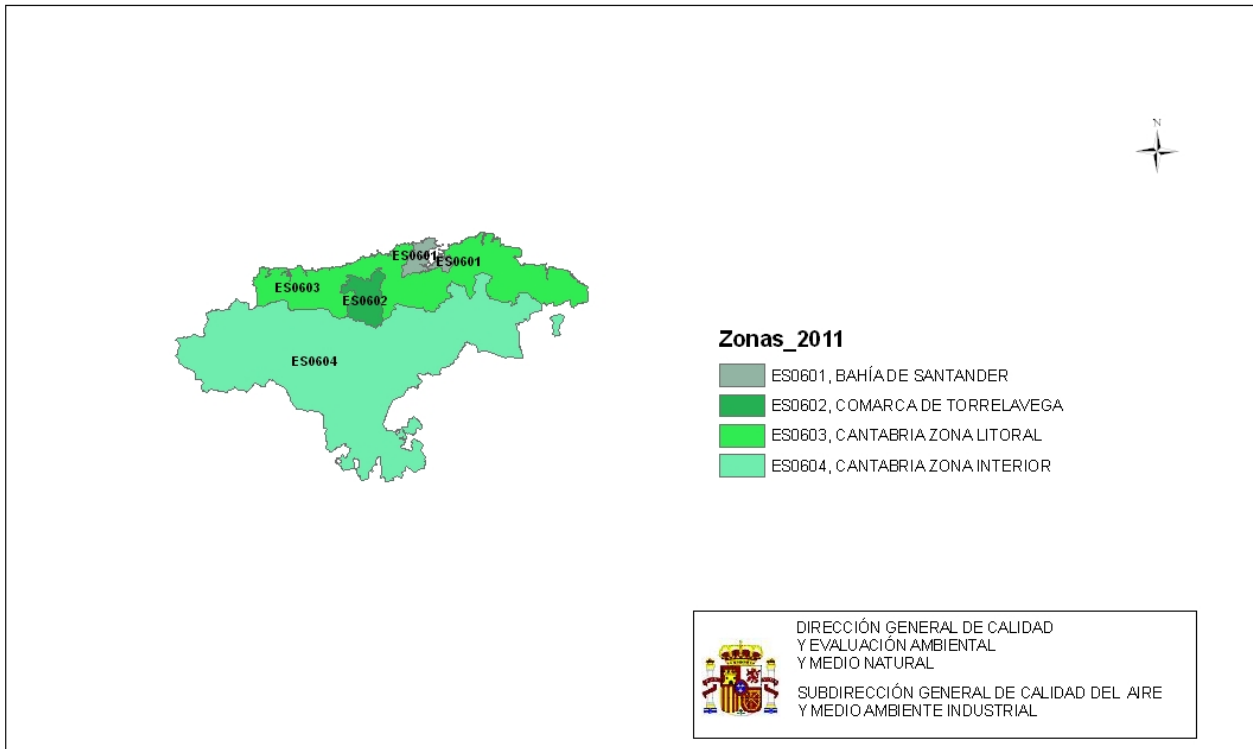 N
ES0601
ES0601
ES0603
ES0602
ES0604
Zonas_2011
ES0601, BAHÍA DE SANTANDER
ES0602, COMARCA DE TORRELAVEGA
ES0603, CANTABRIA ZONA LITORAL
ES0604, CANTABRIA ZONA INTERIOR
DIRECCIÓN GENERAL DE CALIDAD
Y EVALUACIÓN AMBIENTAL
Y MEDIO NATURAL
SUBDIRECCIÓN GENERAL DE CALIDAD DEL AIRE
Y MEDIO AMBIENTE INDUSTRIAL